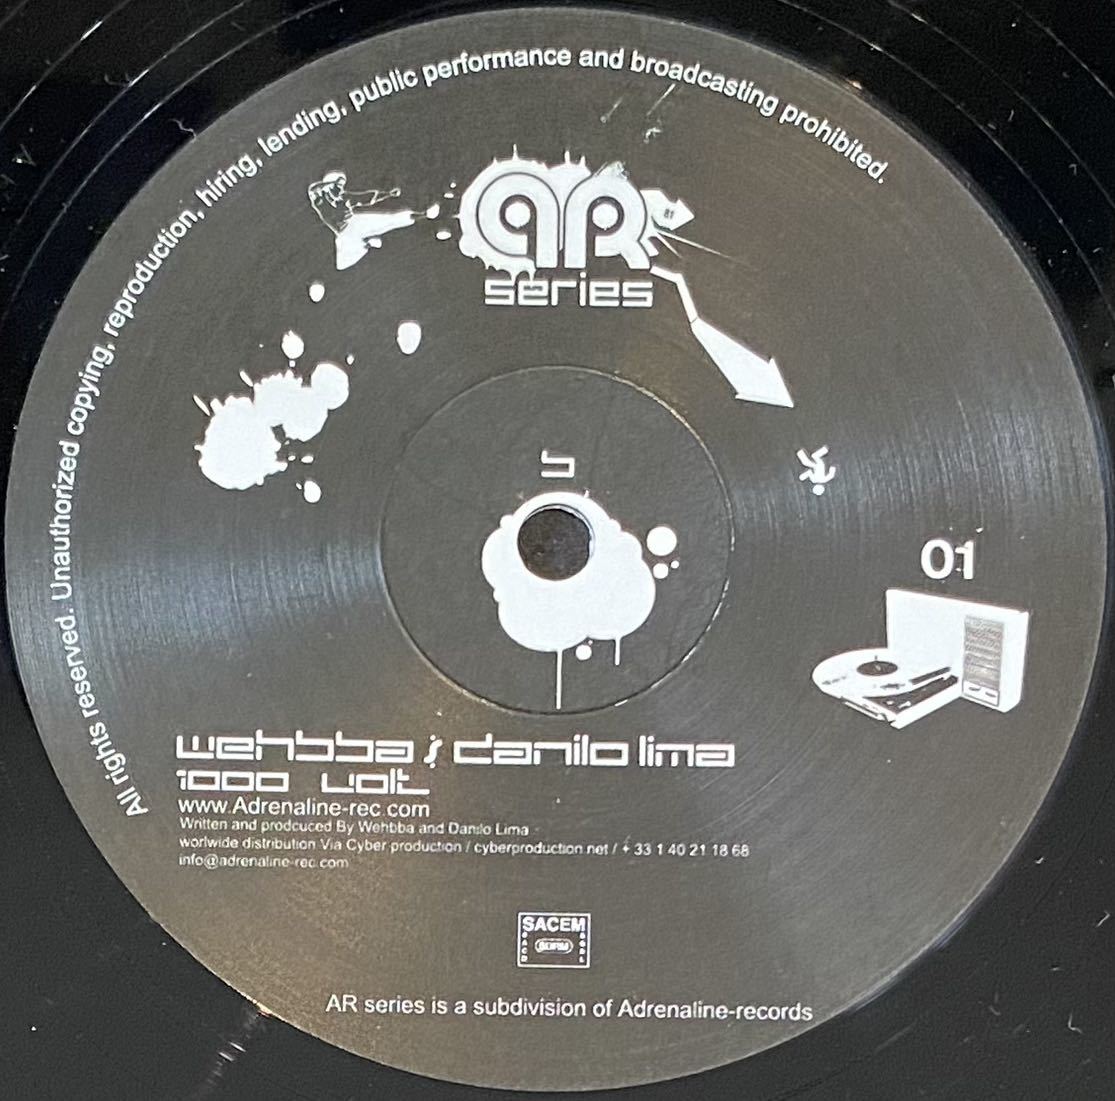 All rights reserved. Unauthorized copying, reproduction, hiring, lending, public performance and broadcasting prohibited.
AR
series
b
01
wehbba & danilo lima
1000 volt
www.Adrenaline-rec.com
Written and prodcuced By Wehbba and Danilo Lima
worlwide distribution Via Cyber production / cyberproduction.net / + 33 1 40 21 18 68
info@adrenaline-rec.com
SACEM
SDRM
AR series is a subdivision of Adrenaline-records